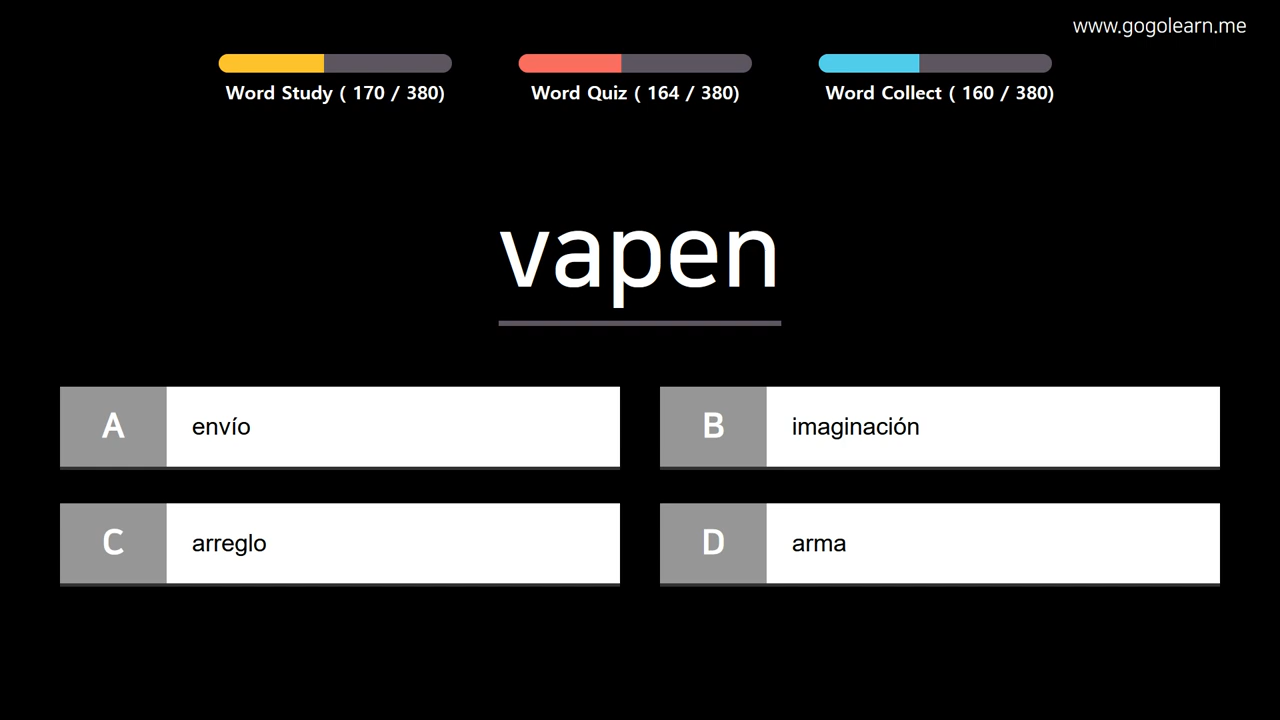 www.gogolearn.me
Word Study ( 170 / 380)
Word Quiz ( 164 / 380)
Word Collect ( 160 / 380)
vapen
A envío
B imaginación
C arreglo
D arma